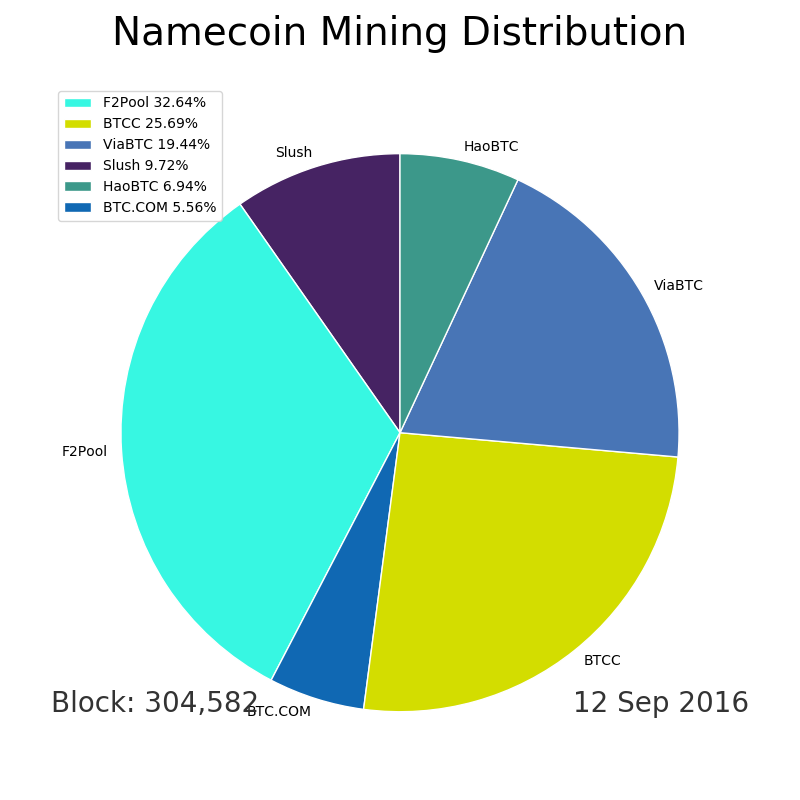 Namecoin Mining Distribution
F2Pool 32.64%
BTCC 25.69%
ViaBTC 19.44%
Slush 9.72%
HaoBTC 6.94%
BTC.COM 5.56%
Slush
HaoBTC
ViaBTC
F2Pool
BTCC
BTC.COM
Block: 304,582
12 Sep 2016